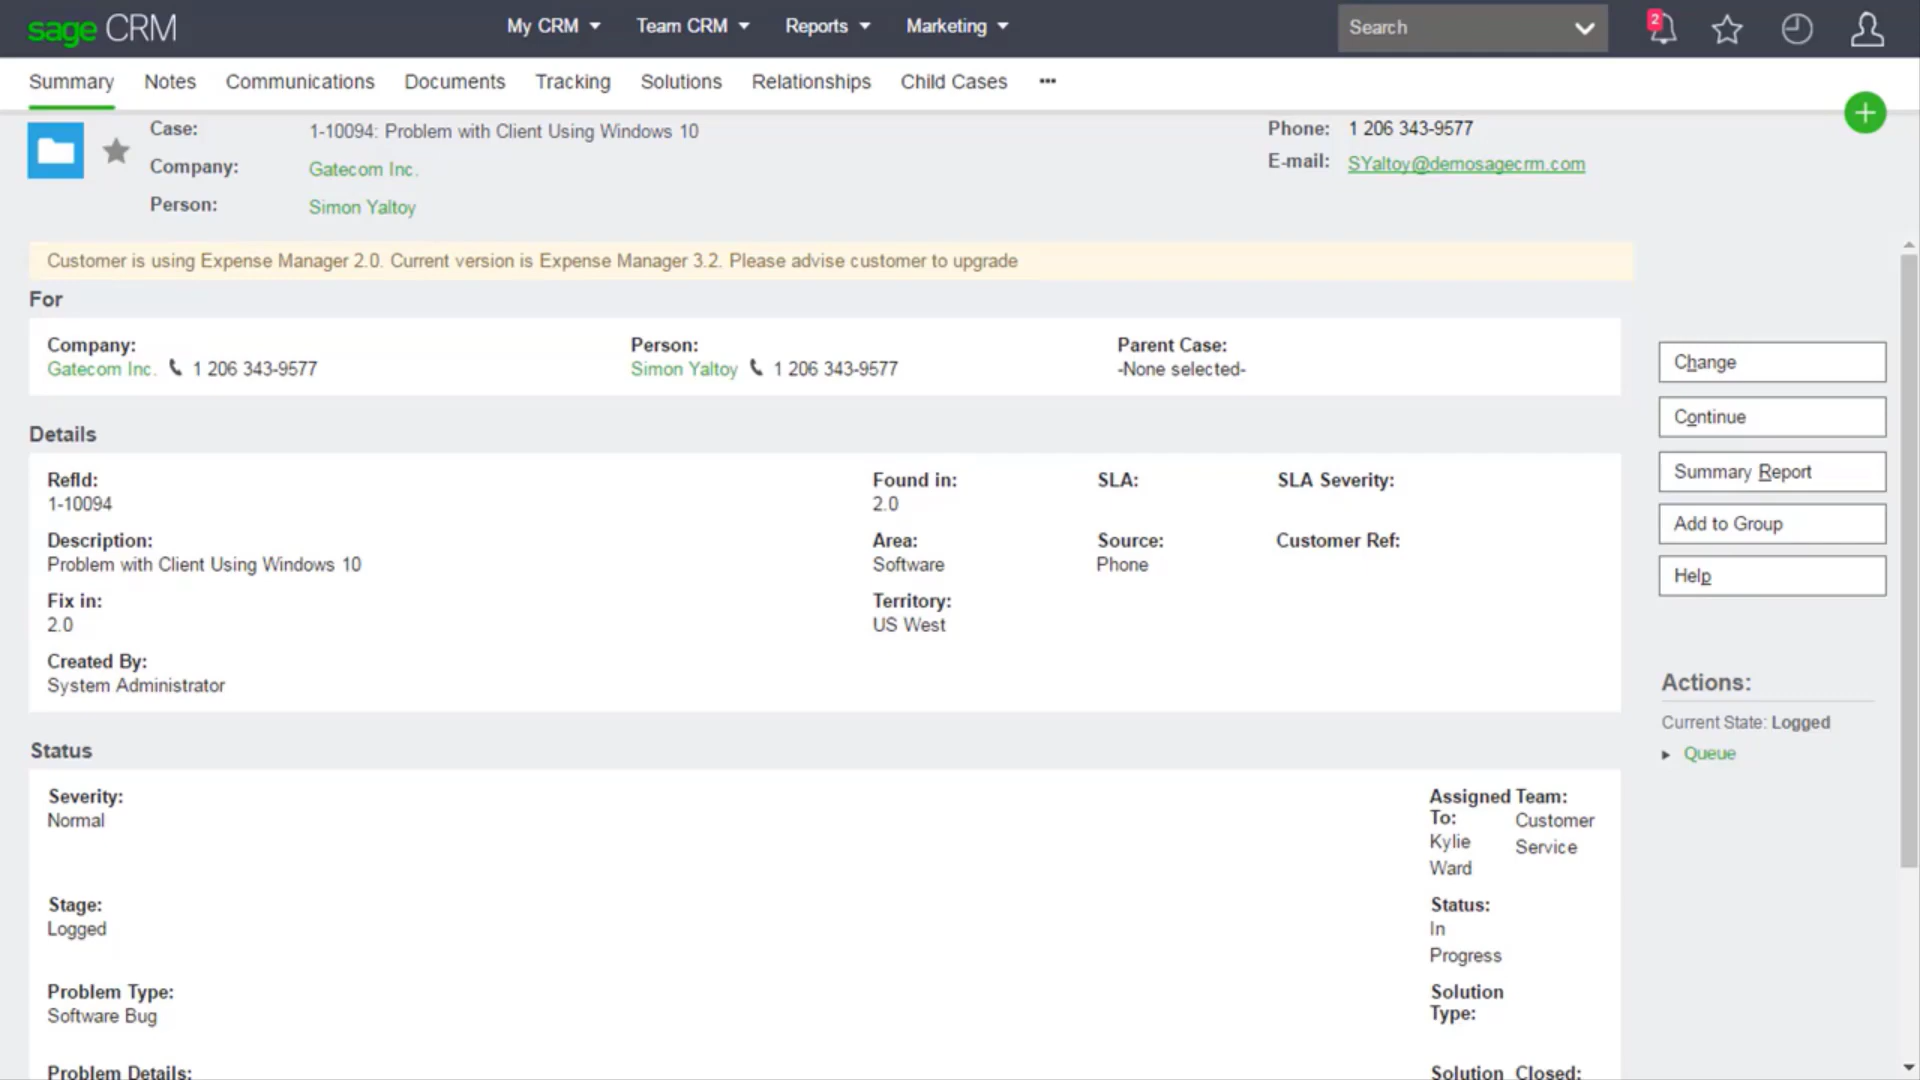 sage CRM
My CRM
Team CRM
Reports
Marketing
Search
2
Summary
Notes
Communications
Documents
Tracking
Solutions
Relationships
Child Cases
Case:
1-10094: Problem with Client Using Windows 10
Phone:
1 206 343-9577
Company:
Gatecom Inc.
E-mail:
SYaltoy@demosagecrm.com
Person:
Simon Yaltoy
Customer is using Expense Manager 2.0. Current version is Expense Manager 3.2. Please advise customer to upgrade
For
Company:
Gatecom Inc. 1 206 343-9577
Person:
Simon Yaltoy 1 206 343-9577
Parent Case:
-None selected-
Change
Continue
Summary Report
Add to Group
Help
Details
RefId:
1-10094
Found in:
2.0
SLA:
SLA Severity:
Description:
Problem with Client Using Windows 10
Area:
Software
Source:
Phone
Customer Ref:
Fix in:
2.0
Territory:
US West
Created By:
System Administrator
Actions:
Current State: Logged
Queue
Status
Severity:
Normal
Assigned To:
Kylie
Ward
Team:
Customer
Service
Stage:
Logged
Status:
In
Progress
Problem Type:
Software Bug
Solution
Type:
Problem Details:
Solution
Closed: